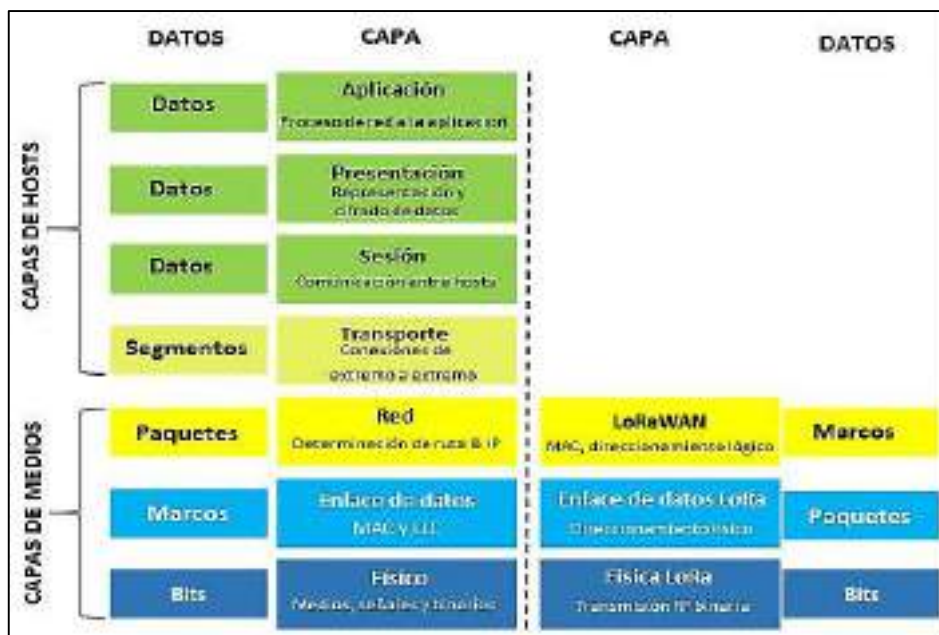 DATOS CAPA CAPA DATOS
CAPAS DE HOSTS
Datos
Aplicación
Proceso de red a la aplicación
Datos
Presentación
Representación y
cifrado de datos
Datos
Sesión
Comunicación entre hosts
Segmentos
Transporte
Conexiones de
extremo a extremo
CAPAS DE MEDIOS
Paquetes
Red
Determinación de ruta & IP
LoRaWAN
MAC, direccionamiento lógico
Marcos
Marcos
Enlace de datos
MAC y LLC
Enlace de datos LoRa
Direccionamiento físico
Paquetes
Bits
Físico
Medios, señales y binarios
Física LoRa
Transmisión binaria
Bits